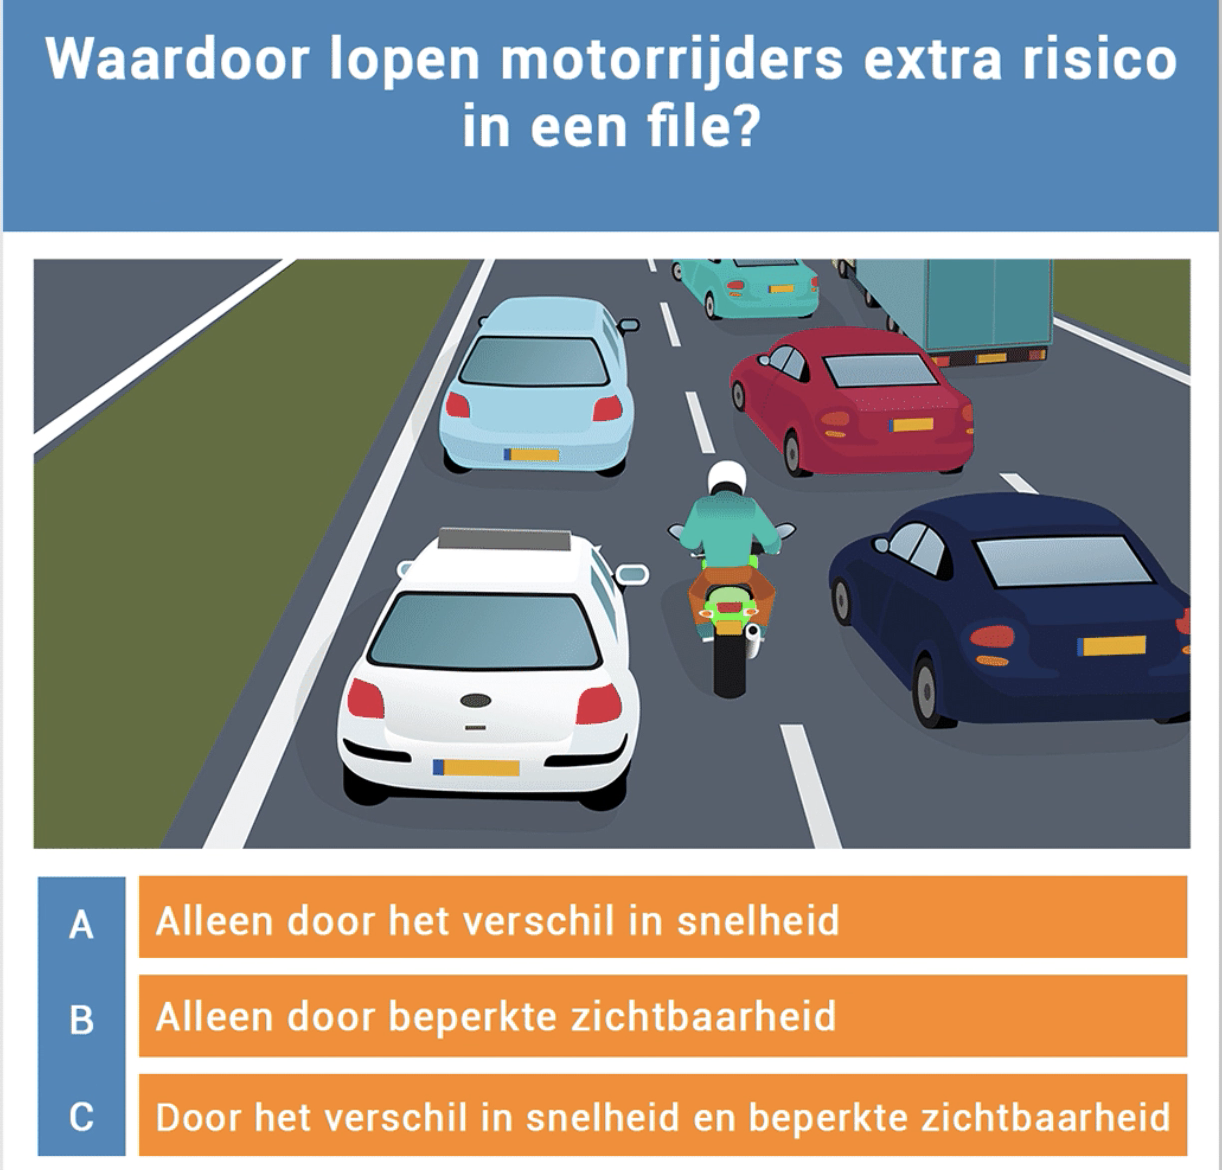 Waardoor lopen motorrijders extra risico
in een file?
A
Alleen door het verschil in snelheid
B
Alleen door beperkte zichtbaarheid
C
Door het verschil in snelheid en beperkte zichtbaarheid